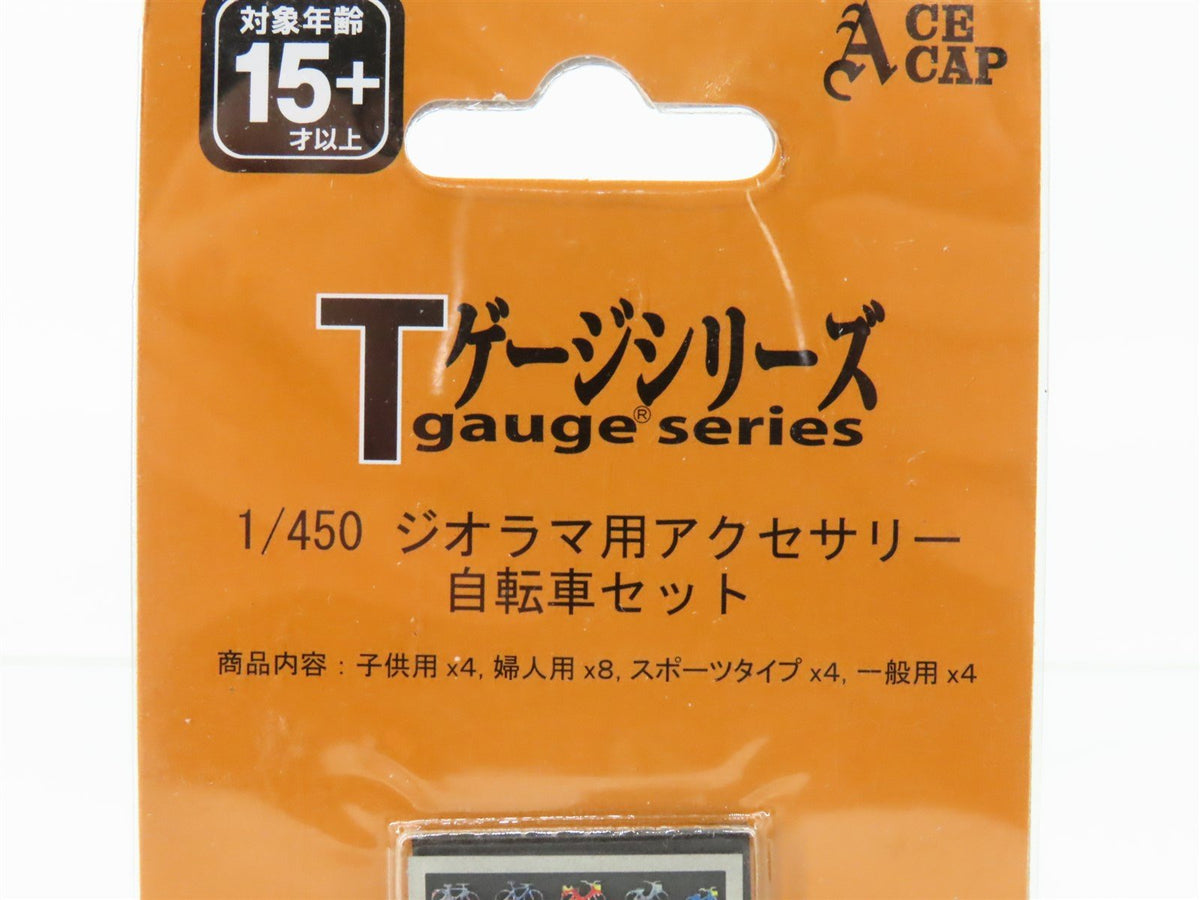 対象年齢
15+
才以上
ACE
CAP
Tゲージシリーズ
gauge® series
1/450 ジオラマ用アクセサリー
自転車セット
商品内容：子供用 x4, 婦人用 x8, スポーツタイプ x4, 一般用 x4